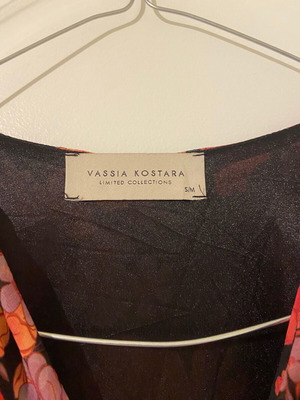 VASSIA KOSTARA
LIMITED COLLECTIONS
S/M